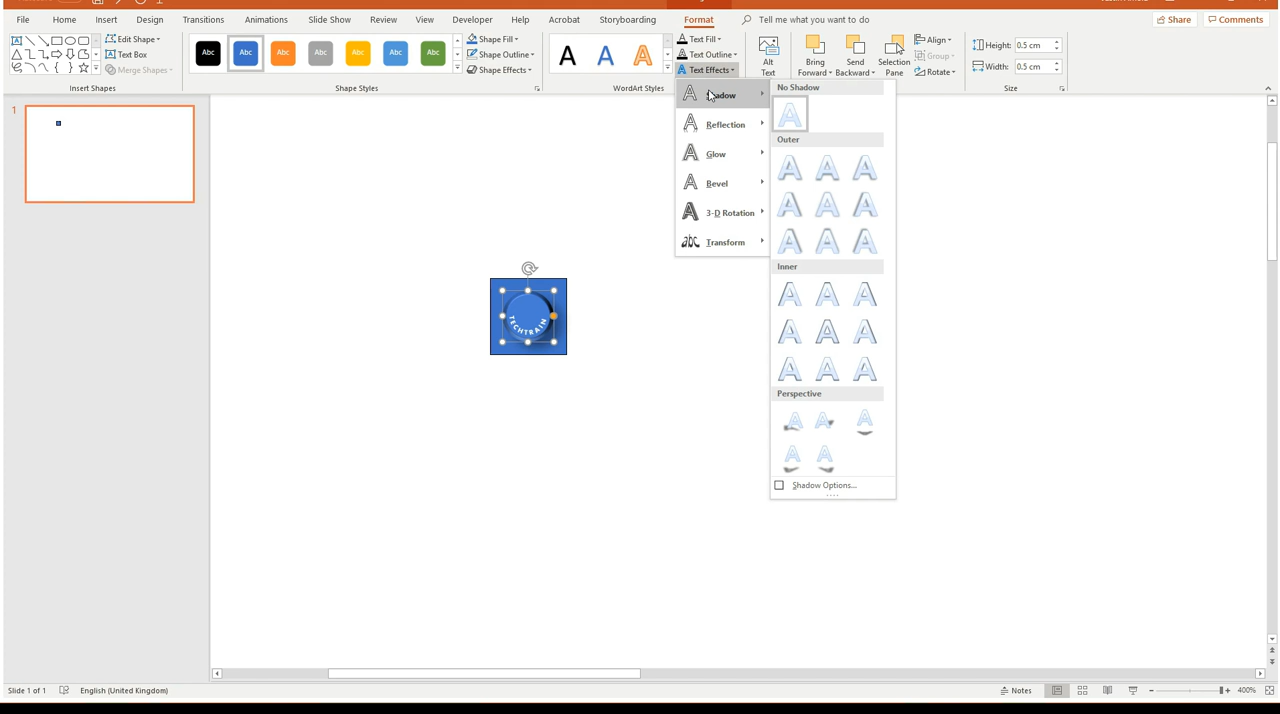 File Home Insert Design Transitions Animations Slide Show Review View Developer Help Acrobat Storyboarding Format Tell me what you want to do Share Comments
Edit Shape
Text Box
Merge Shapes
Insert Shapes
Abc Abc Abc Abc Abc Abc Abc
Shape Fill
Shape Outline
Shape Effects
Shape Styles
A A A
Text Fill
Text Outline
Text Effects
WordArt Styles
Alt Text
Bring Forward
Send Backward
Selection Pane
Align
Group
Rotate
Height: 0.5 cm
Width: 0.5 cm
Size
1
Shadow
Reflection
Glow
Bevel
3-D Rotation
abc Transform
No Shadow
Outer
Inner
Perspective
Shadow Options...
TECHTRAIN
Slide 1 of 1 English (United Kingdom) Notes 400%